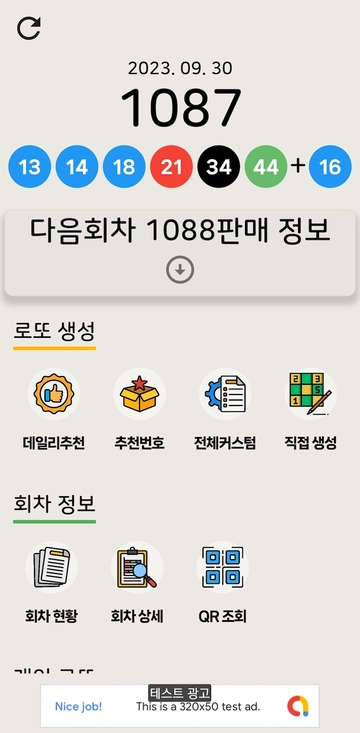 2023. 09. 30
1087
13 14 18 21 34 44 + 16
다음회차 1088판매 정보
로또 생성
데일리추천 추천번호 전체커스텀 직접 생성
회차 정보
회차 현황 회차 상세 QR 조회
테스트 광고
Nice job! This is a 320x50 test ad.